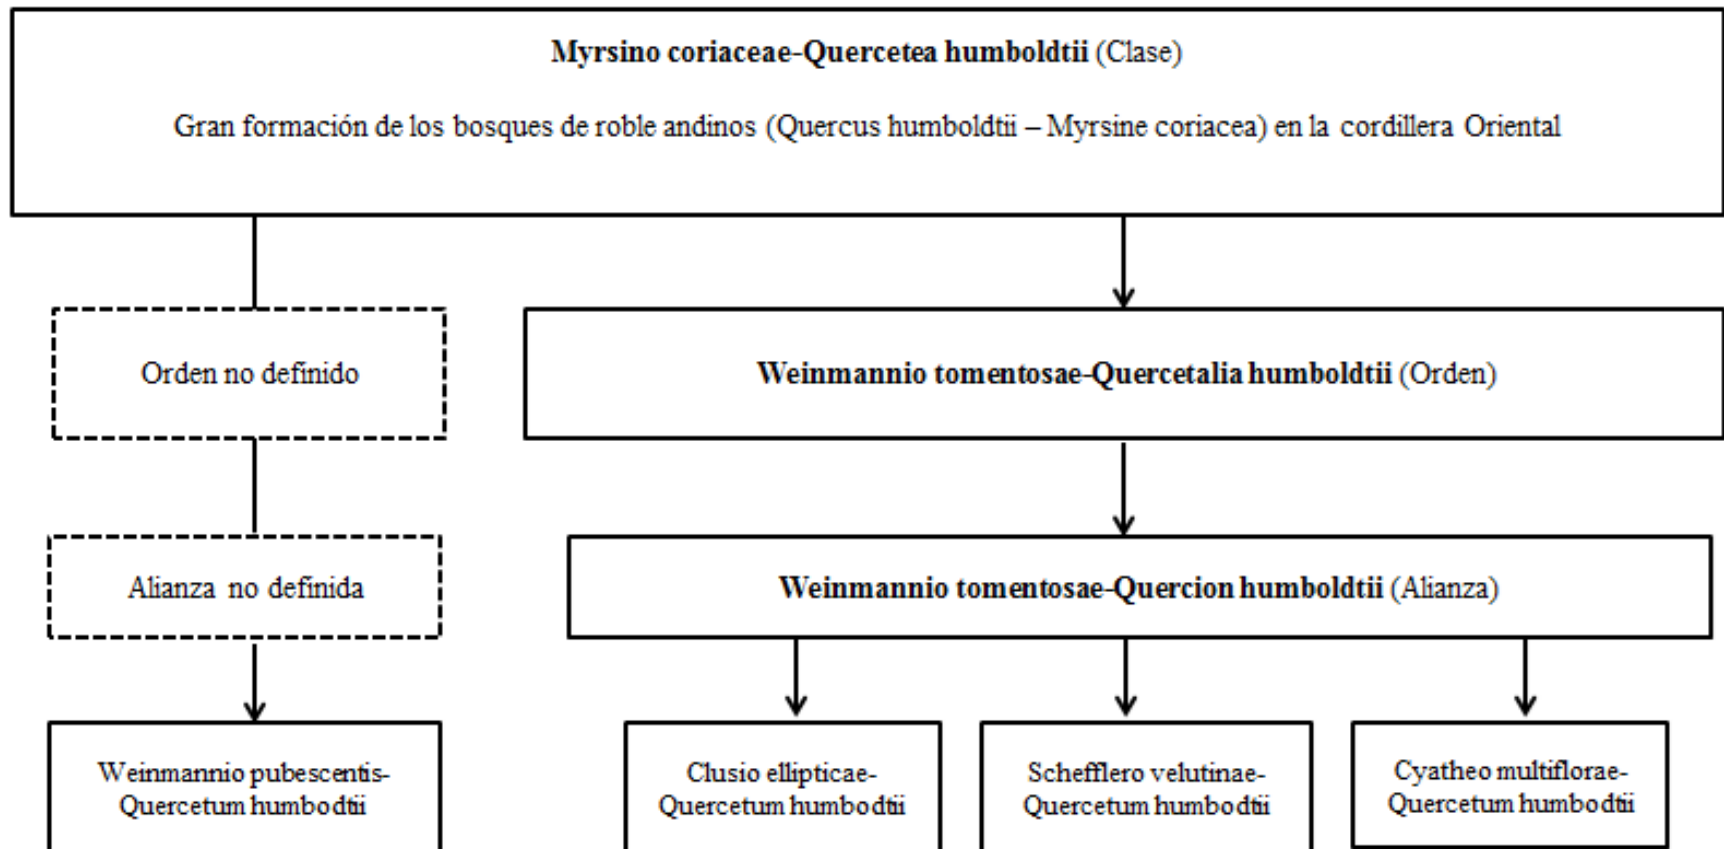 Myrsino coriaceae-Quercetea humboldtii (Clase)
Gran formación de los bosques de roble andinos (Quercus humboldtii – Myrsine coriacea) en la cordillera Oriental
Orden no definido
Weinmannio tomentosae-Quercetalia humboldtii (Orden)
Alianza no definida
Weinmannio tomentosae-Quercion humboldtii (Alianza)
Weinmannio pubescentis-
Quercetum humbodtii
Clusio ellipticae-
Quercetum humbodtii
Schefflero velutinae-
Quercetum humbodtii
Cyatheo multiflorae-
Quercetum humbodtii